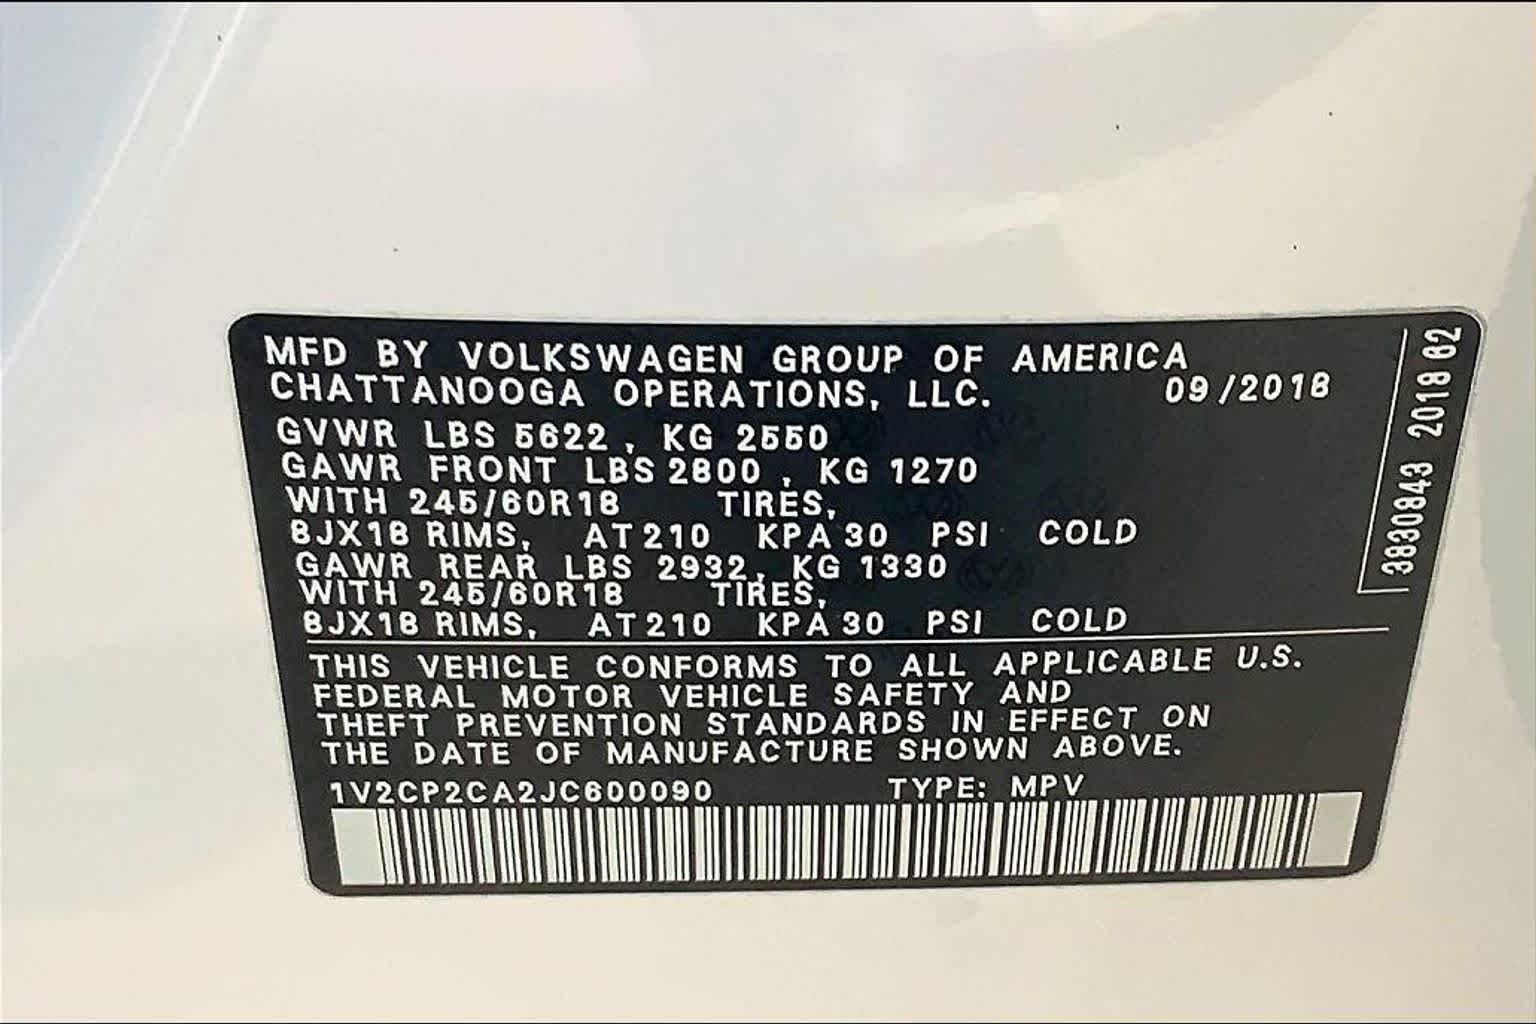 MFD BY VOLKSWAGEN GROUP OF AMERICA
CHATTANOOGA OPERATIONS, LLC. 09/2018
GVWR LBS 5622, KG 2550
GAWR FRONT LBS 2800, KG 1270
WITH 245/60R18 TIRES,
8JX18 RIMS, AT 210 KPA 30 PSI COLD
GAWR REAR LBS 2932, KG 1330
WITH 245/60R18 TIRES,
8JX18 RIMS, AT 210 KPA 30 PSI COLD
THIS VEHICLE CONFORMS TO ALL APPLICABLE U.S.
FEDERAL MOTOR VEHICLE SAFETY AND
THEFT PREVENTION STANDARDS IN EFFECT ON
THE DATE OF MANUFACTURE SHOWN ABOVE.
1V2CP2CA2JC600090 TYPE: MPV
3830843 2018 82